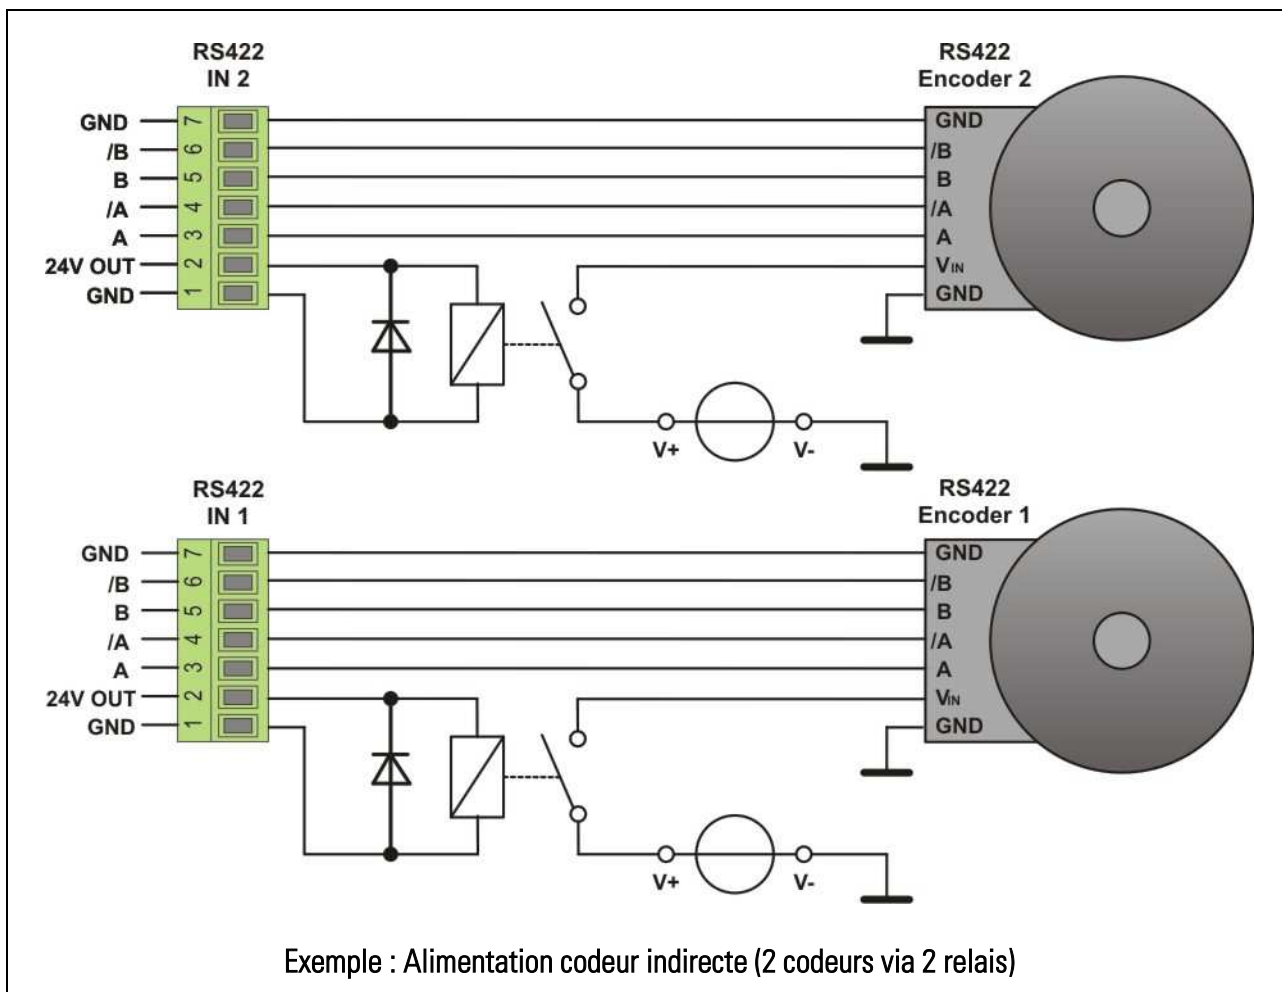 RS422
IN 2
RS422
Encoder 2
GND 7 GND
/B 6 /B
B 5 B
/A 4 /A
A 3 A
24V OUT 2 VIN
GND 1 GND
V+ V-
RS422
IN 1
RS422
Encoder 1
GND 7 GND
/B 6 /B
B 5 B
/A 4 /A
A 3 A
24V OUT 2 VIN
GND 1 GND
V+ V-
Exemple : Alimentation codeur indirecte (2 codeurs via 2 relais)